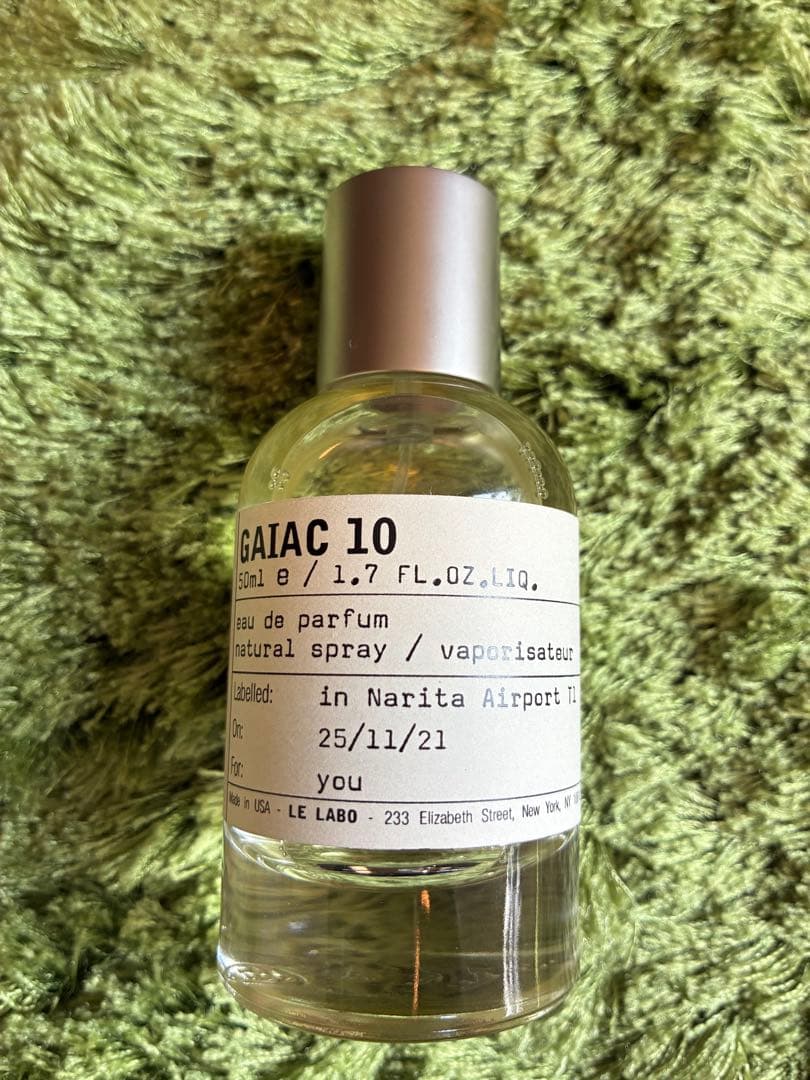 GAIAC 10
50ml e / 1.7 FL.OZ.LIQ.
eau de parfum
natural spray / vaporisateur
Labelled: in Narita Airport T1
On: 25/11/21
For: you
Made in USA - LE LABO - 233 Elizabeth Street, New York, NY